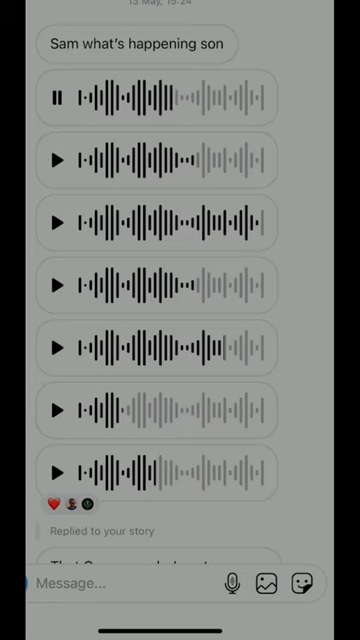 13 May, 15:24
Sam what's happening son
Replied to your story
Message...